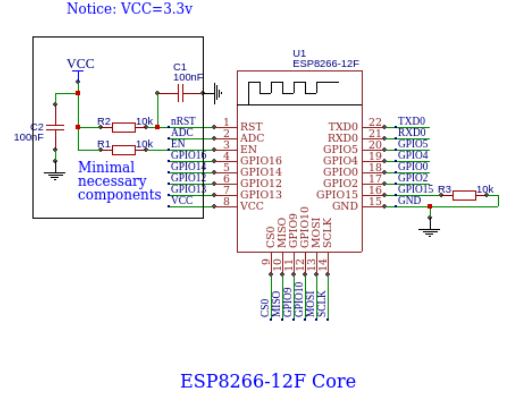 Notice: VCC=3.3v
U1
ESP8266-12F
VCC
C1
100nF
C2
100nF
R2 10k
R1 10k
nRST
ADC
EN
GPIO16
GPIO14
GPIO12
GPIO13
VCC
Minimal
necessary
components
1 RST
2 ADC
3 EN
4 GPIO16
5 GPIO14
6 GPIO12
7 GPIO13
8 VCC
TXD0 22 TXD0
RXD0 21 RXD0
GPIO5 20 GPIO5
GPIO4 19 GPIO4
GPIO0 18 GPIO0
GPIO2 17 GPIO2
GPIO15 16 GPIO15 R3 10k
GND 15 GND
CS0 MISO GPIO9 GPIO10 MOSI SCLK
9 10 11 12 13 14
CS0 MISO GPIO9 GPIO10 MOSI SCLK
ESP8266-12F Core